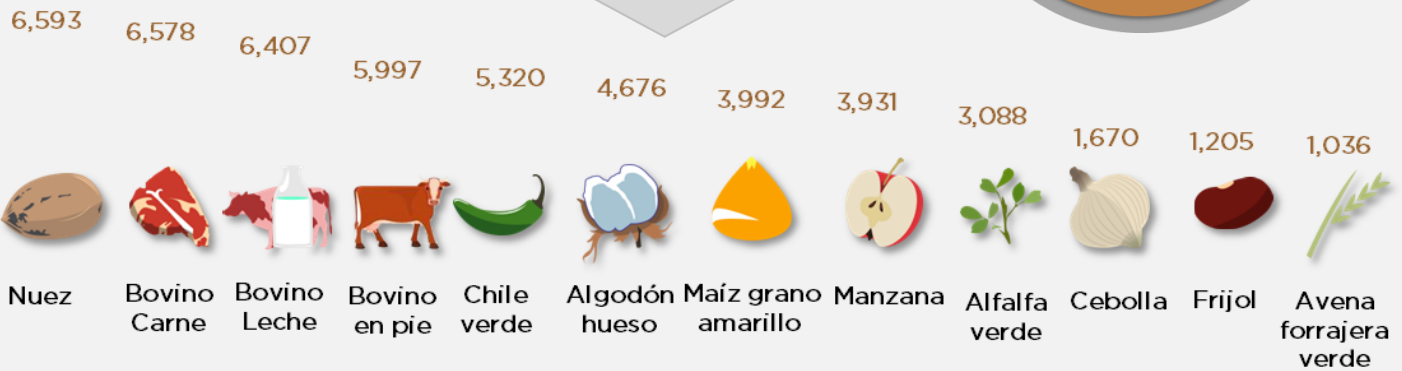 6,593
6,578
6,407
5,997
5,320
4,676
3,992
3,931
3,088
1,670
1,205
1,036
Nuez
Bovino
Carne
Bovino
Leche
Bovino
en pie
Chile
verde
Algodón
hueso
Maíz grano
amarillo
Manzana
Alfalfa
verde
Cebolla
Frijol
Avena
forrajera
verde